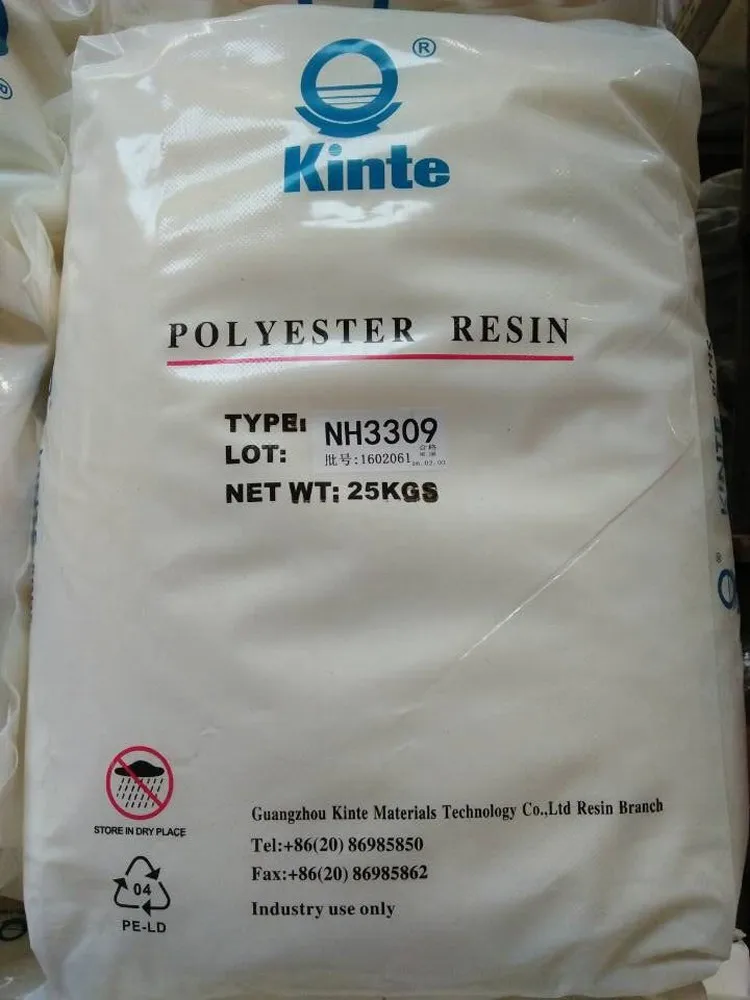 ®
Kinte
POLYESTER RESIN
TYPE: NH3309
LOT: 批号:1602061
NET WT: 25KGS
STORE IN DRY PLACE
04
PE-LD
Guangzhou Kinte Materials Technology Co.,Ltd Resin Branch
Tel:+86(20) 86985850
Fax:+86(20) 86985862
Industry use only
KINTE
®